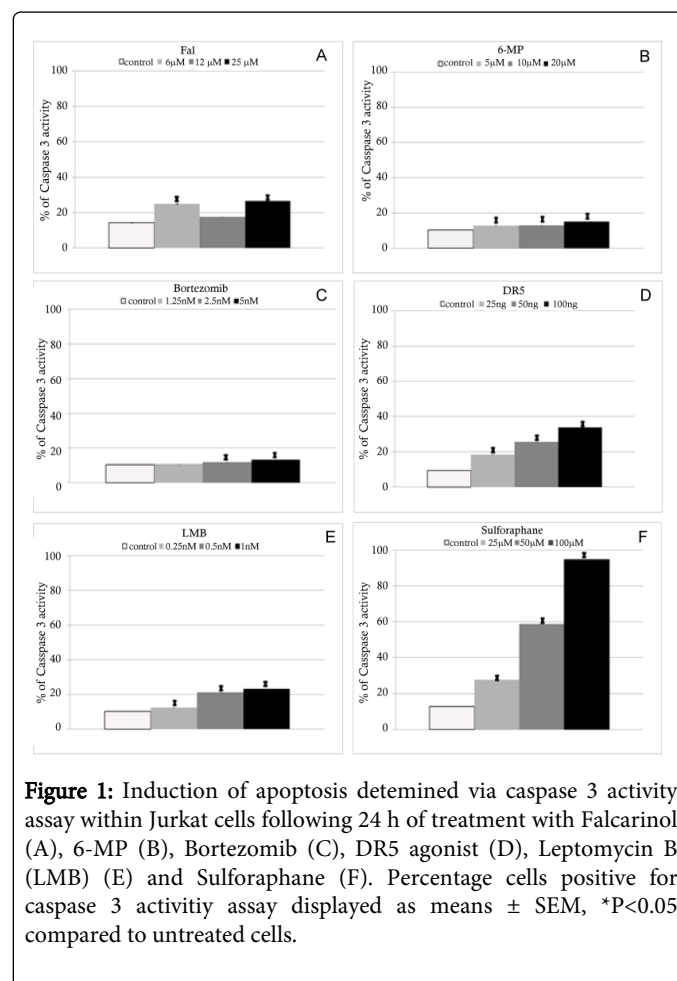 Fal
A
control 6µM 12 µM 25 µM
% of Caspase 3 activity
100
80
60
40
20
0
6-MP
B
control 5µM 10µM 20µM
% of Caspase 3 activity
100
80
60
40
20
0
Bortezomib
C
control 1.25nM 2.5nM 5nM
% of Casspase 3 activity
100
80
60
40
20
0
DR5
D
control 25ng 50ng 100ng
% of Caspase 3 activity
100
80
60
40
20
0
LMB
E
control 0.25nM 0.5nM 1nM
% of Caspase 3 activity
100
80
60
40
20
0
Sulforaphane
F
control 25µM 50µM 100µM
% of Caspase 3 activity
100
80
60
40
20
0
Figure 1: Induction of apoptosis detemined via caspase 3 activity
assay within Jurkat cells following 24 h of treatment with Falcarinol
(A), 6-MP (B), Bortezomib (C), DR5 agonist (D), Leptomycin B
(LMB) (E) and Sulforaphane (F). Percentage cells positive for
caspase 3 activitiy assay displayed as means ± SEM, *P<0.05
compared to untreated cells.